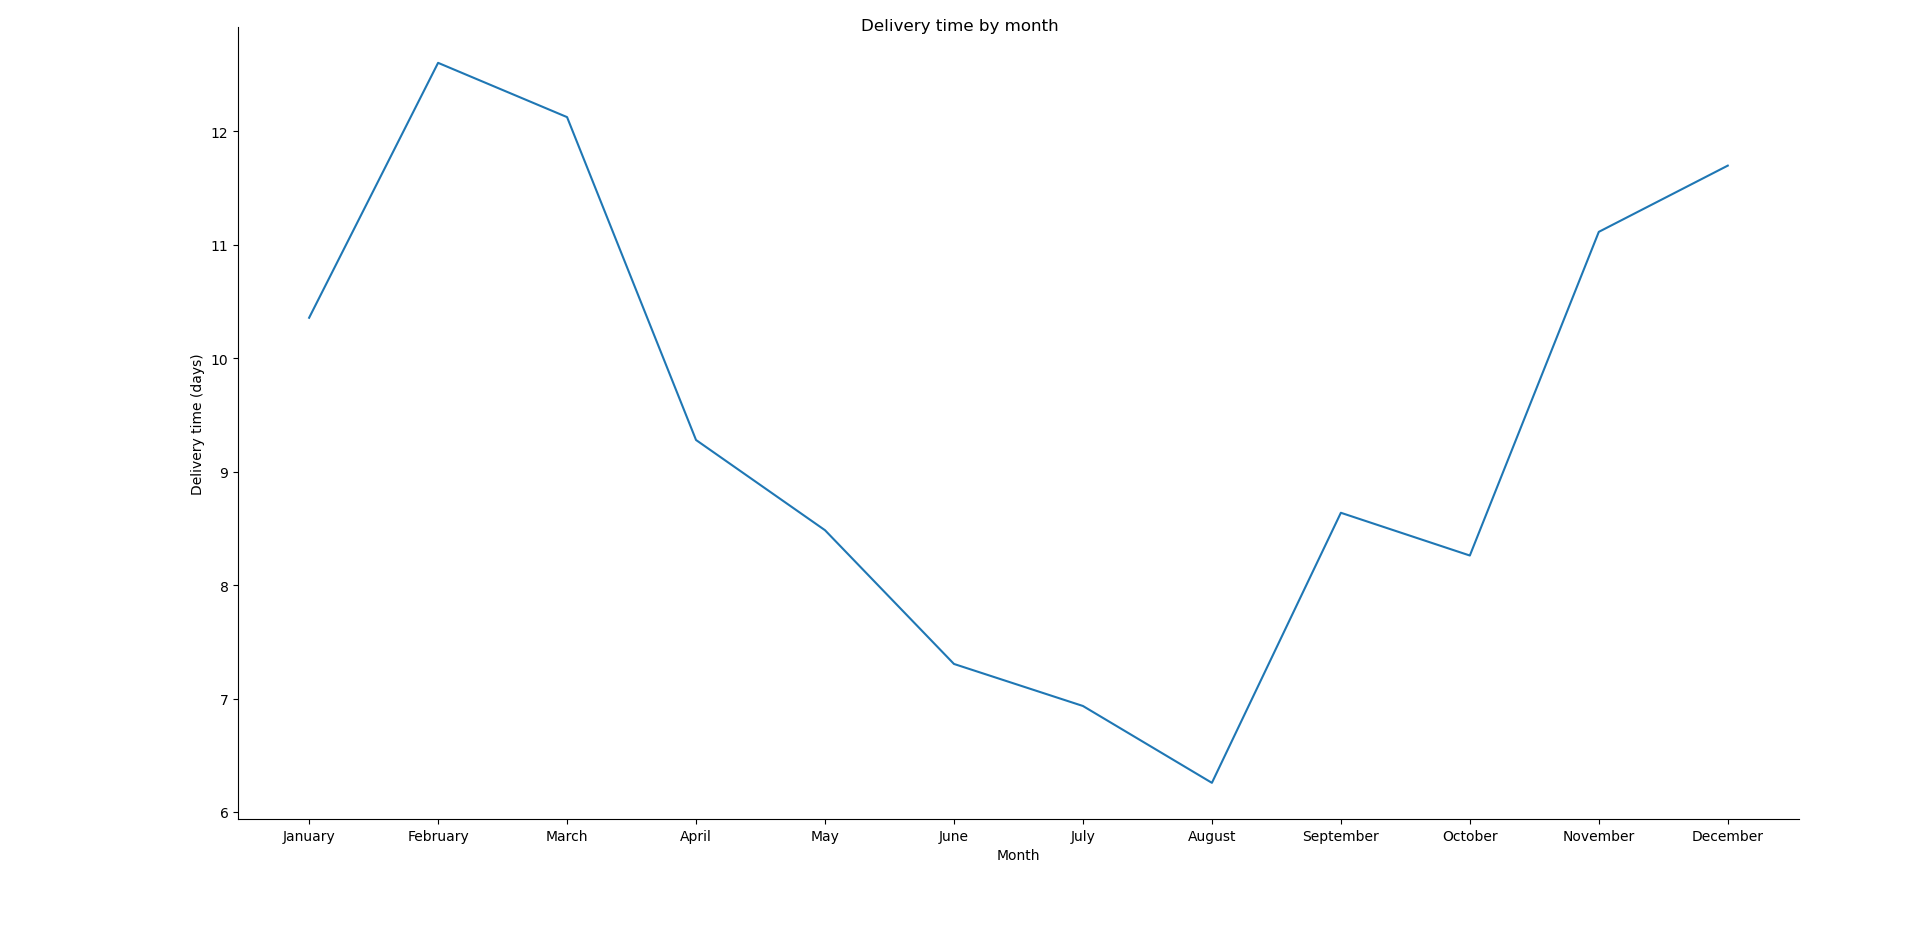 Delivery time by month
Delivery time (days)
12
11
10
9
8
7
6
January February March April May June July August September October November December
Month